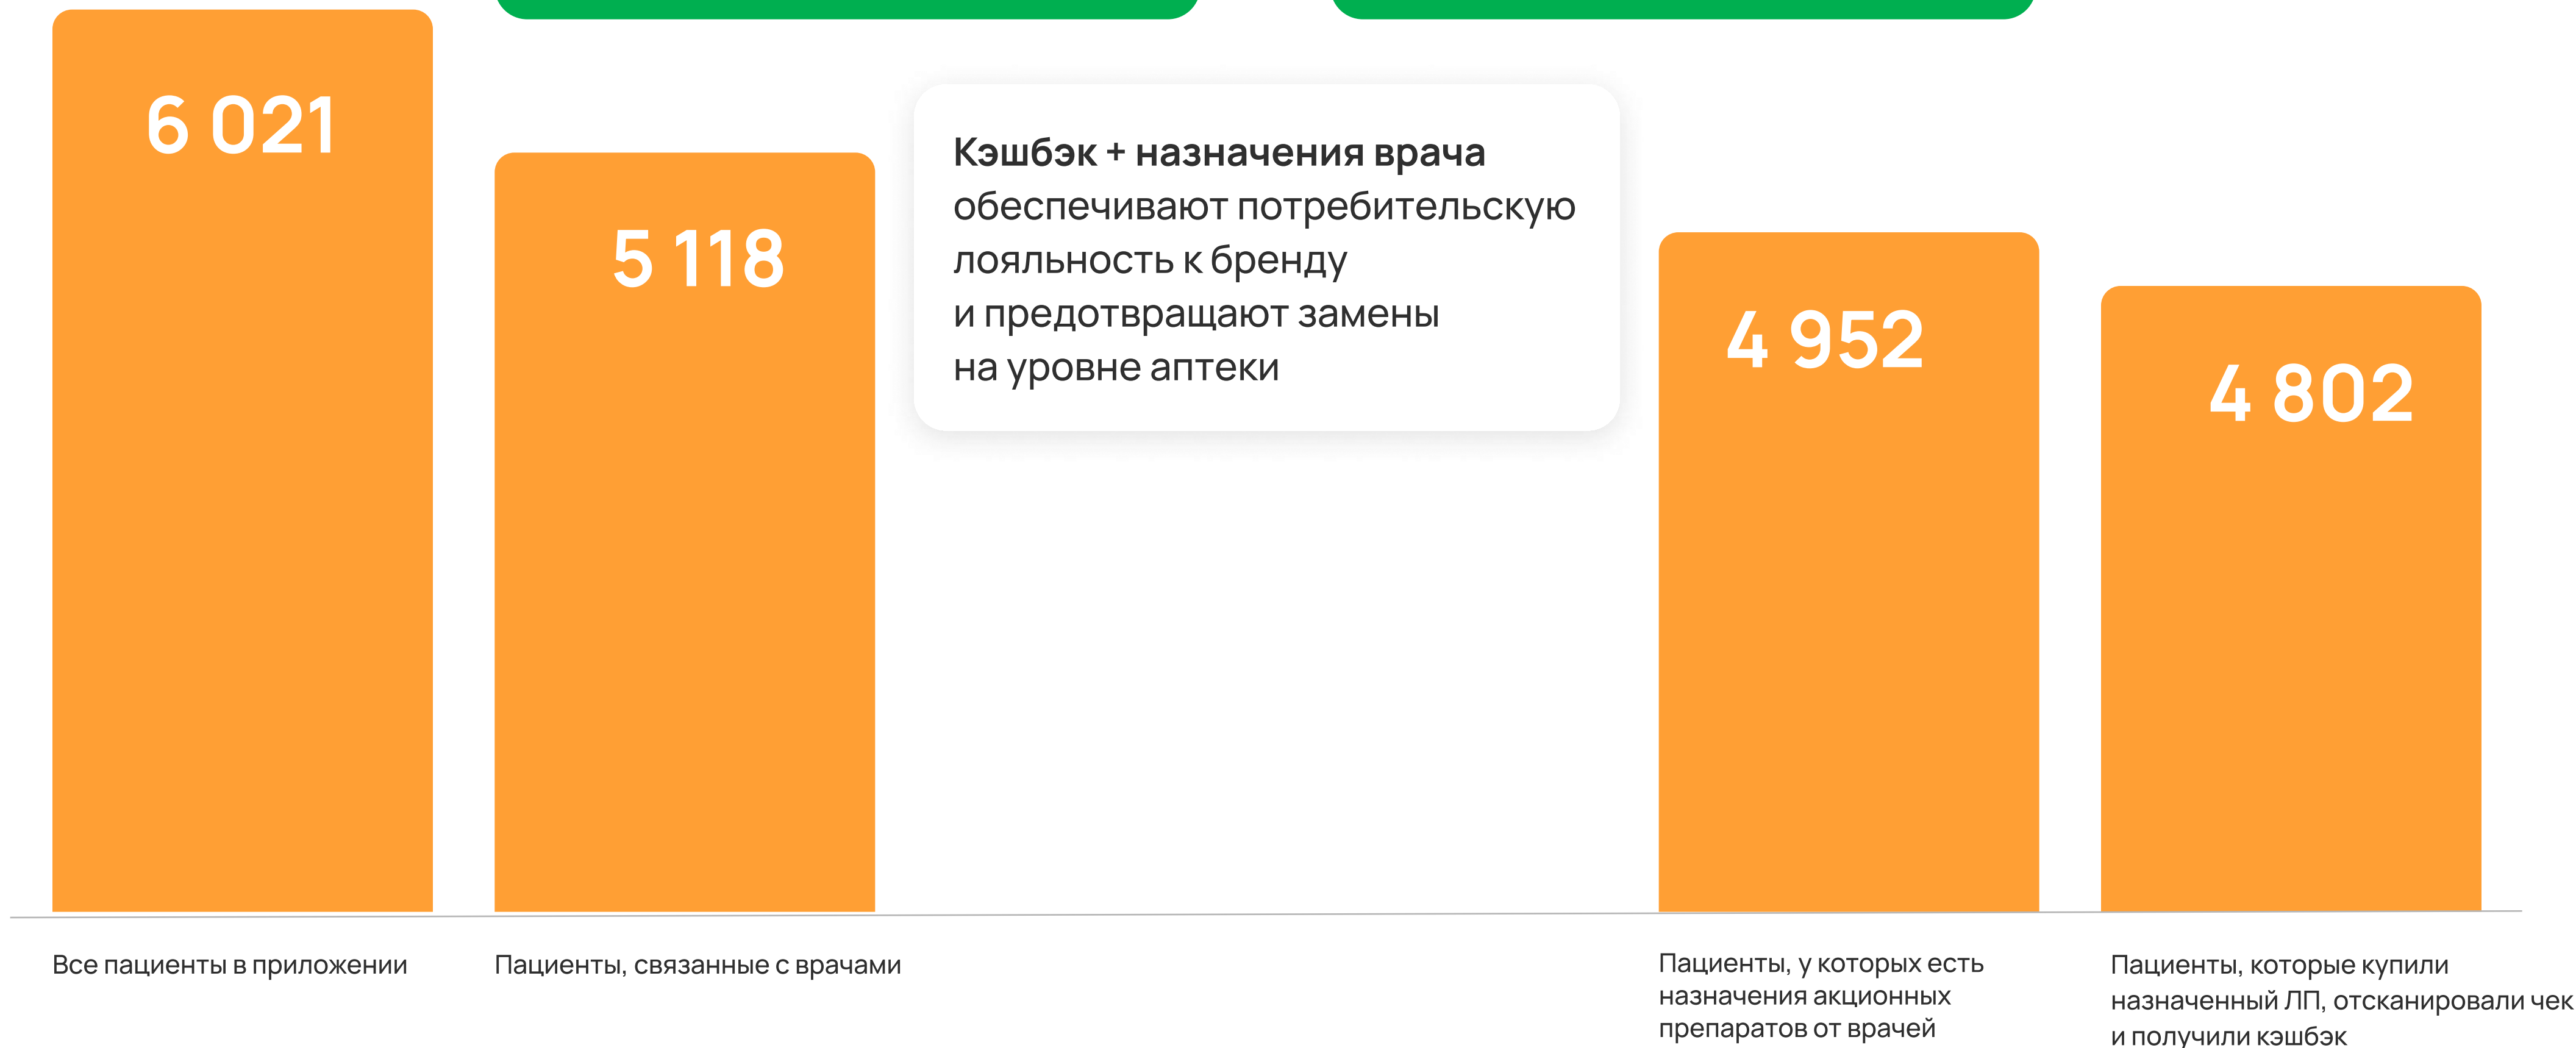 6 021
5 118
Кэшбэк + назначения врача
обеспечивают потребительскую
лояльность к бренду
и предотвращают замены
на уровне аптеки
4 952
4 802
Все пациенты в приложении
Пациенты, связанные с врачами
Пациенты, у которых есть
назначения акционных
препаратов от врачей
Пациенты, которые купили
назначенный ЛП, отсканировали чек
и получили кэшбэк